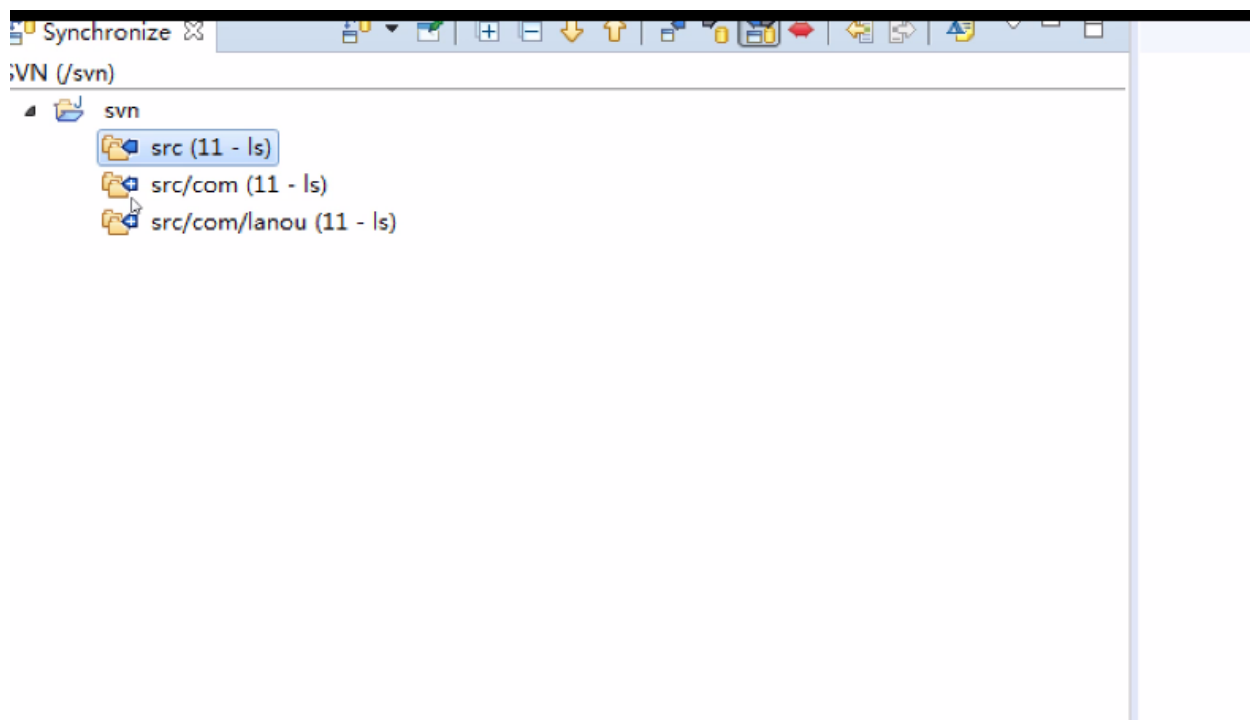 Synchronize
SVN (/svn)
svn
src (11 - ls)
src/com (11 - ls)
src/com/lanou (11 - ls)